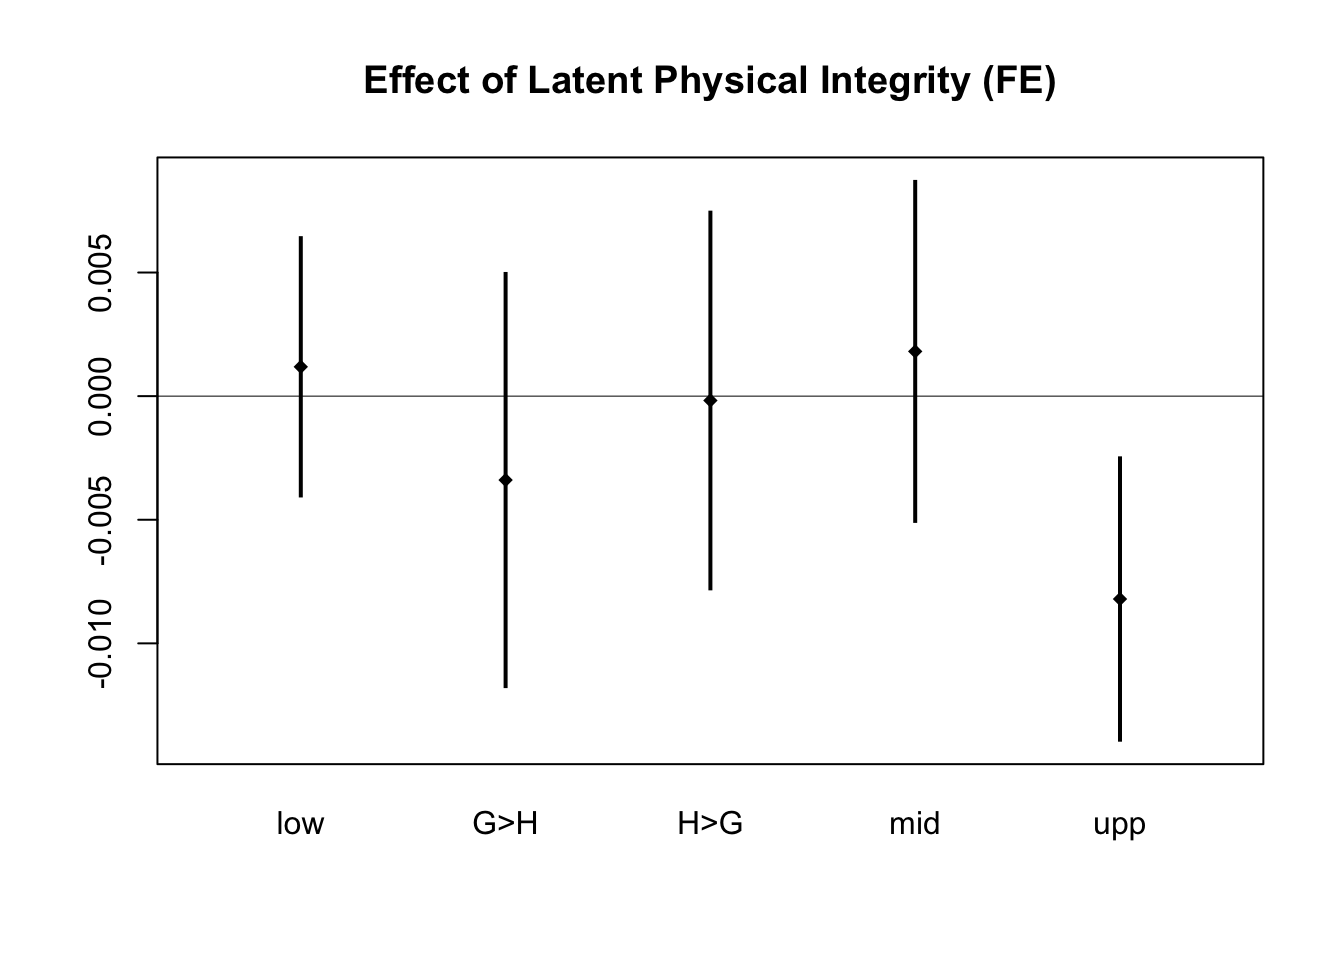 Effect of Latent Physical Integrity (FE)
0.005
0.000
-0.005
-0.010
low G>H H>G mid upp